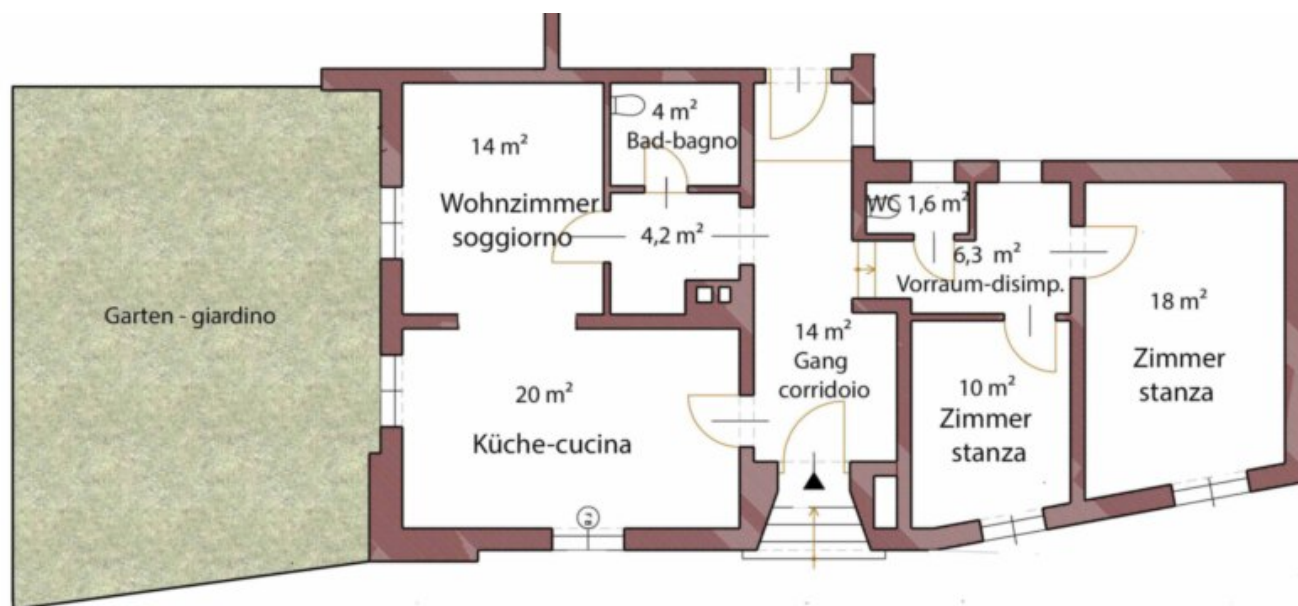 4 m²
Bad-bagno
14 m²
Wohnzimmer
soggiorno
4,2 m²
WC 1,6 m²
6,3 m²
Vorraum-disimp.
Garten - giardino
14 m²
Gang
corridoio
18 m²
Zimmer
stanza
20 m²
Küche-cucina
10 m²
Zimmer
stanza